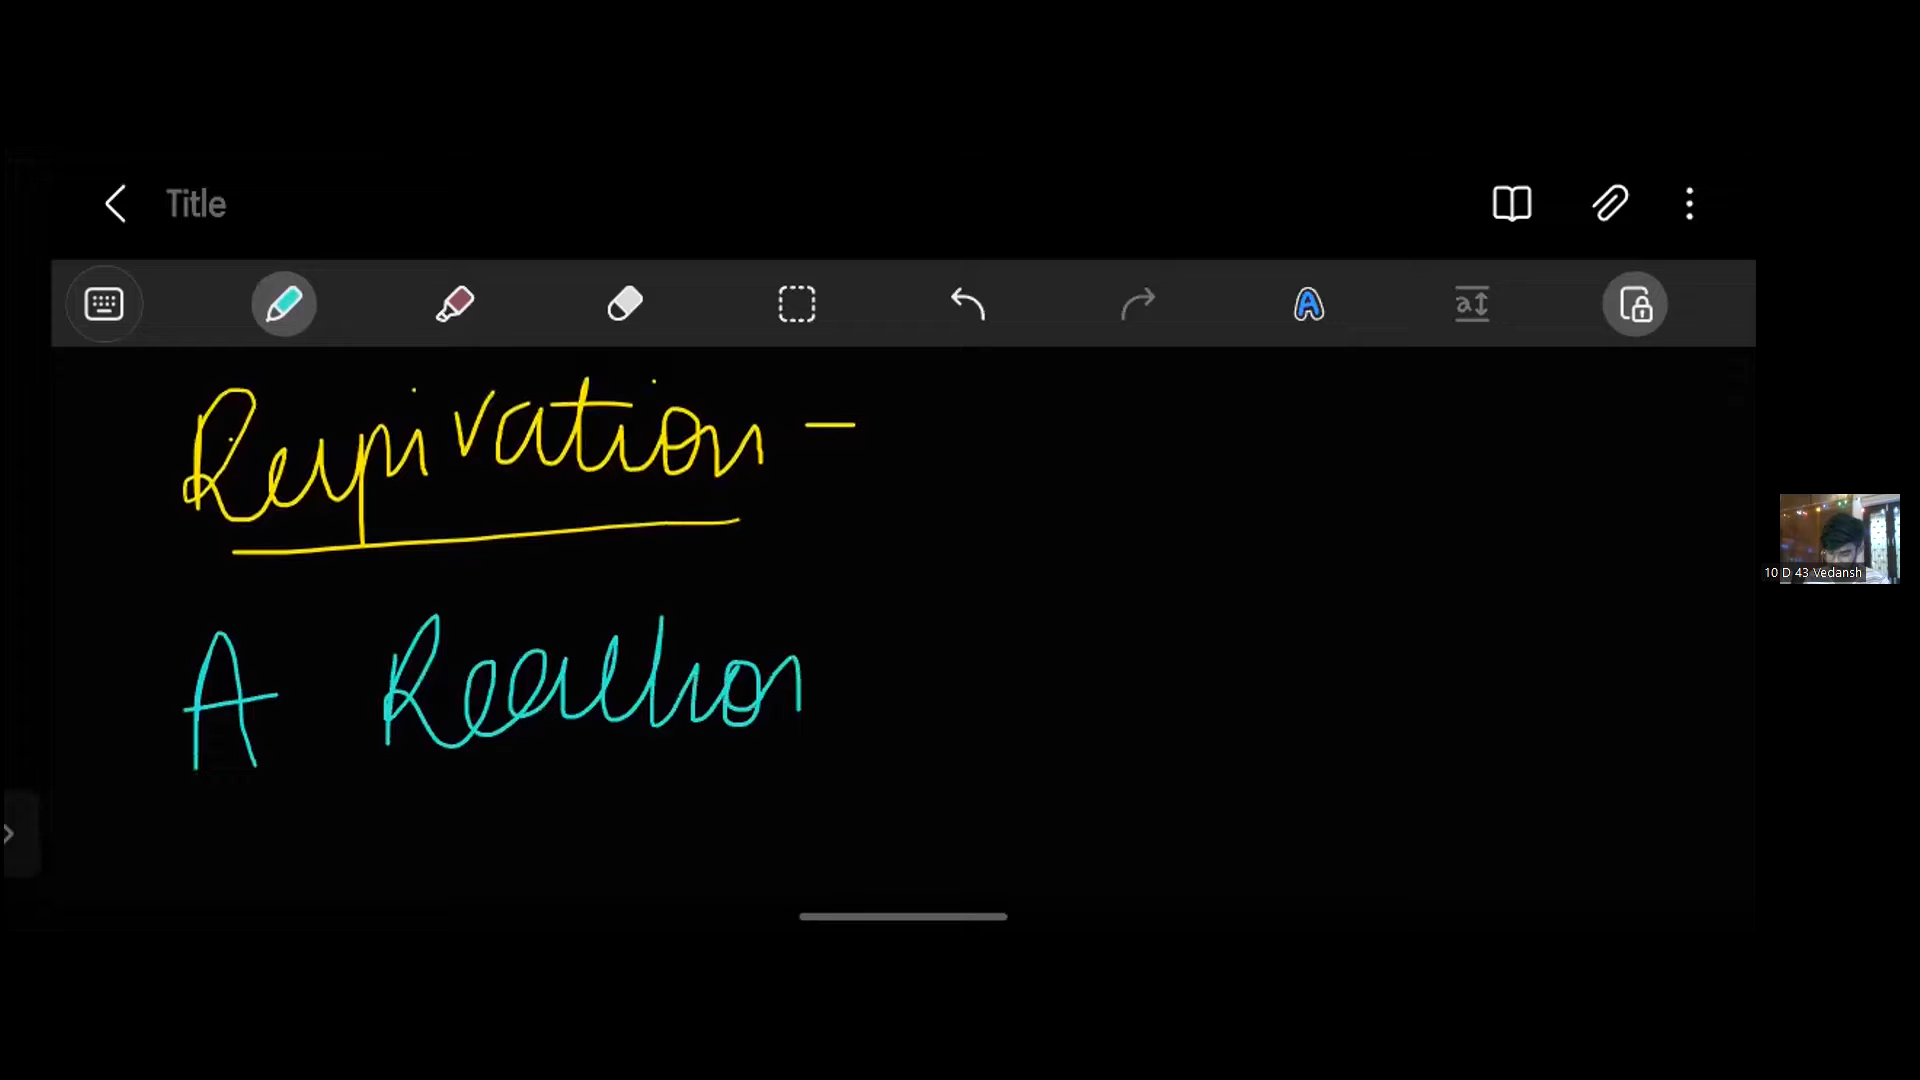 Title
Respiration –
A Reaction
10 D 43 Vedansh